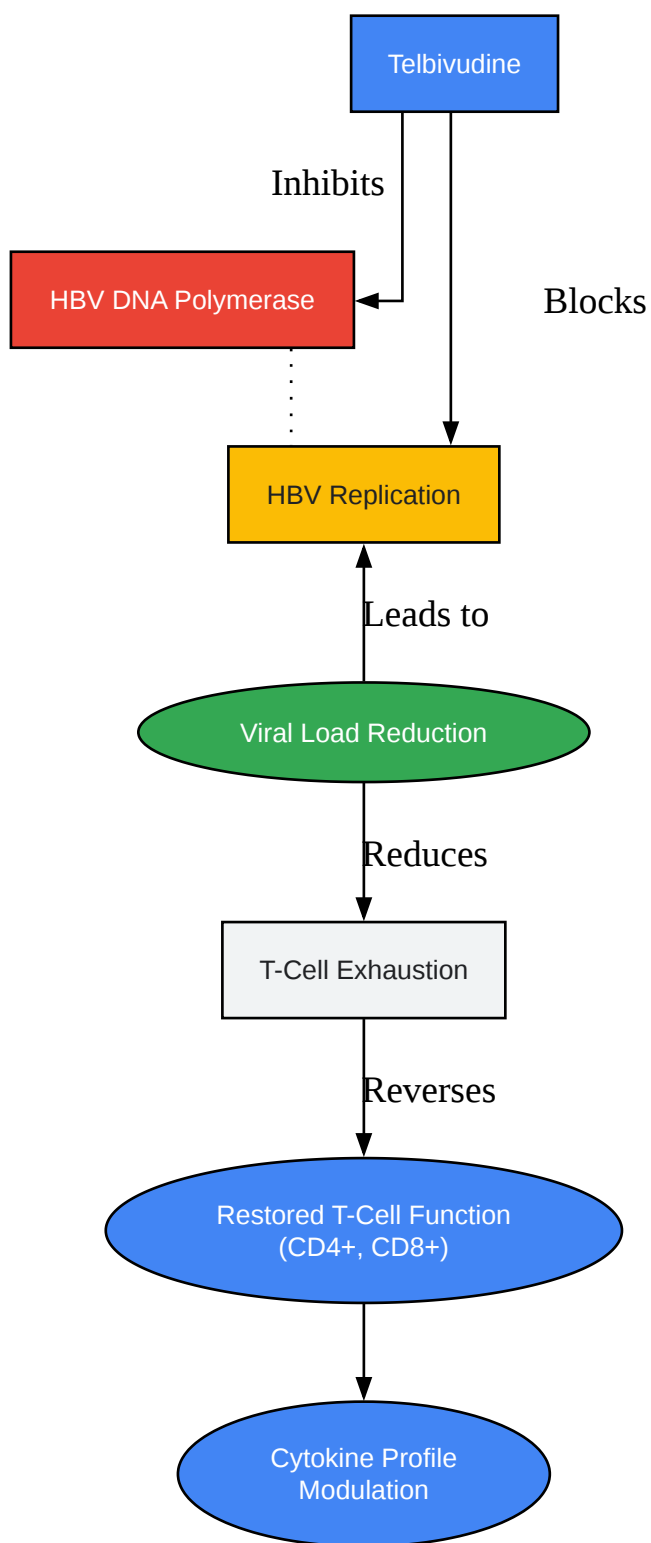 Telbivudine
Inhibits
HBV DNA Polymerase
Blocks
HBV Replication
Leads to
Viral Load Reduction
Reduces
T-Cell Exhaustion
Reverses
Restored T-Cell Function
(CD4+, CD8+)
Cytokine Profile
Modulation